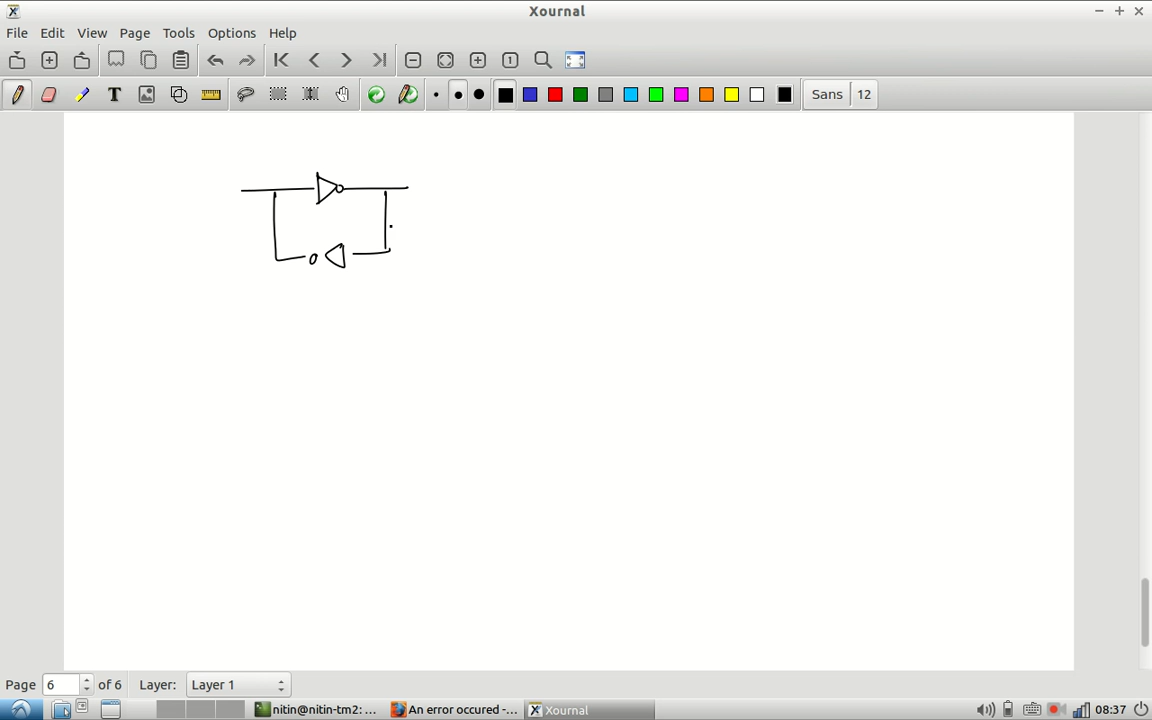 Xournal
File Edit View Page Tools Options Help
Sans 12
Page 6 of 6 Layer: Layer 1
nitin@nitin-tm2: ... An error occured -... Xournal 08:37